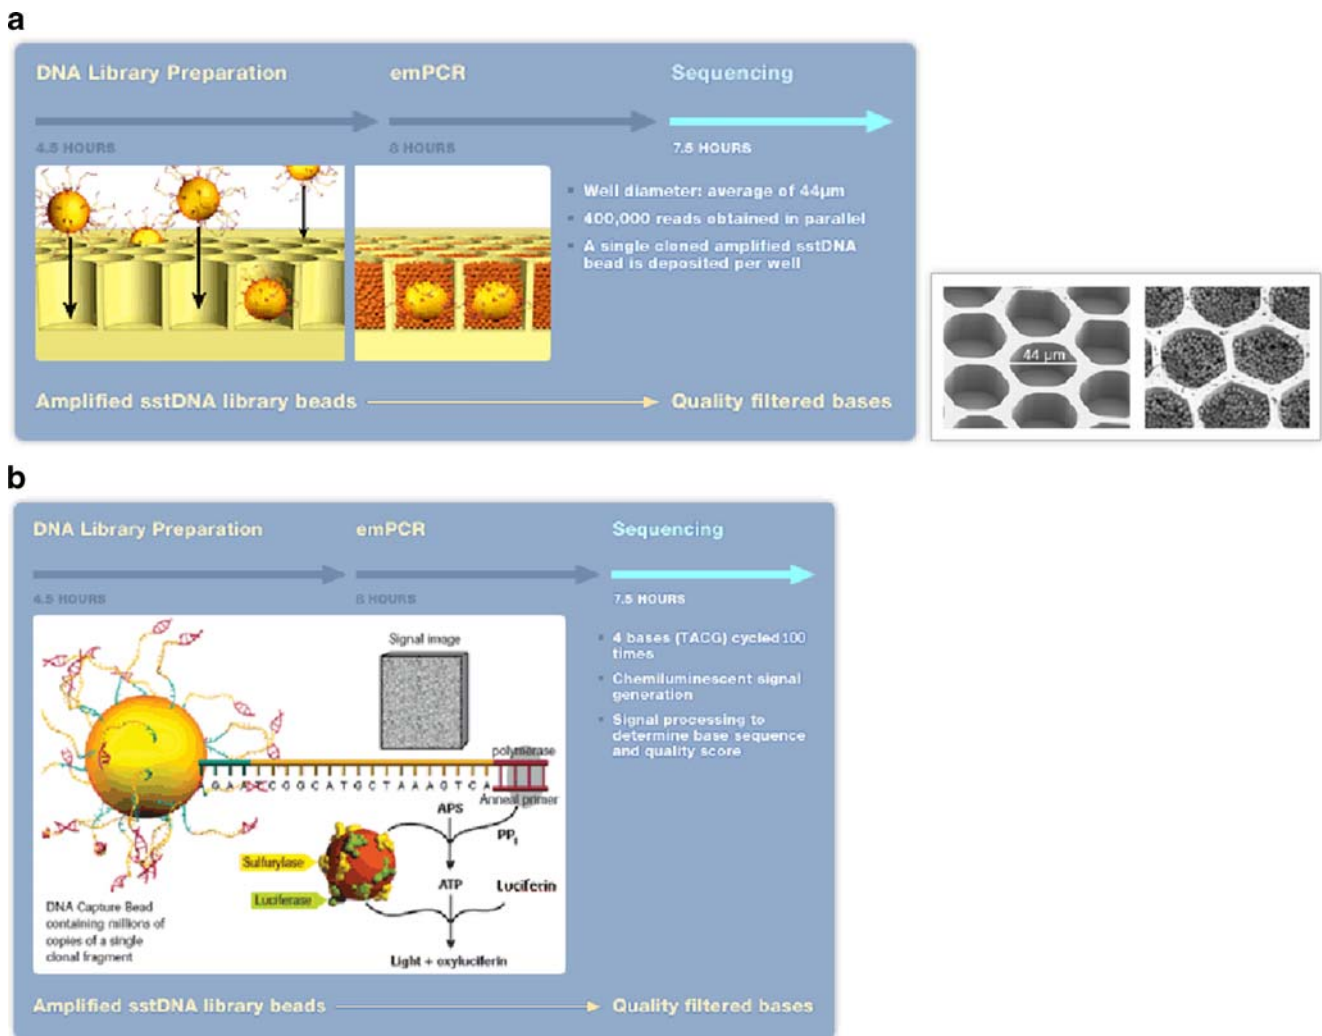 a
DNA Library Preparation
emPCR
Sequencing
4.5 HOURS
8 HOURS
7.5 HOURS
Well diameter: average of 44µm
400,000 reads obtained in parallel
A single cloned amplified sstDNA
bead is deposited per well
44 µm
Amplified sstDNA library beads
Quality filtered bases
b
DNA Library Preparation
emPCR
Sequencing
4.5 HOURS
8 HOURS
7.5 HOURS
4 bases (TACG) cycled 100
times
Chemiluminescent signal
generation
Signal processing to
determine base sequence
and quality score
Signal image
polymerase
G A A T C G G C A T G C T A A A G T C A
Anneal primer
APS
PPi
Sulfurylase
ATP
Luciferin
Luciferase
DNA Capture Bead
containing millions of
copies of a single
clonal fragment
Light + oxyluciferin
Amplified sstDNA library beads
Quality filtered bases